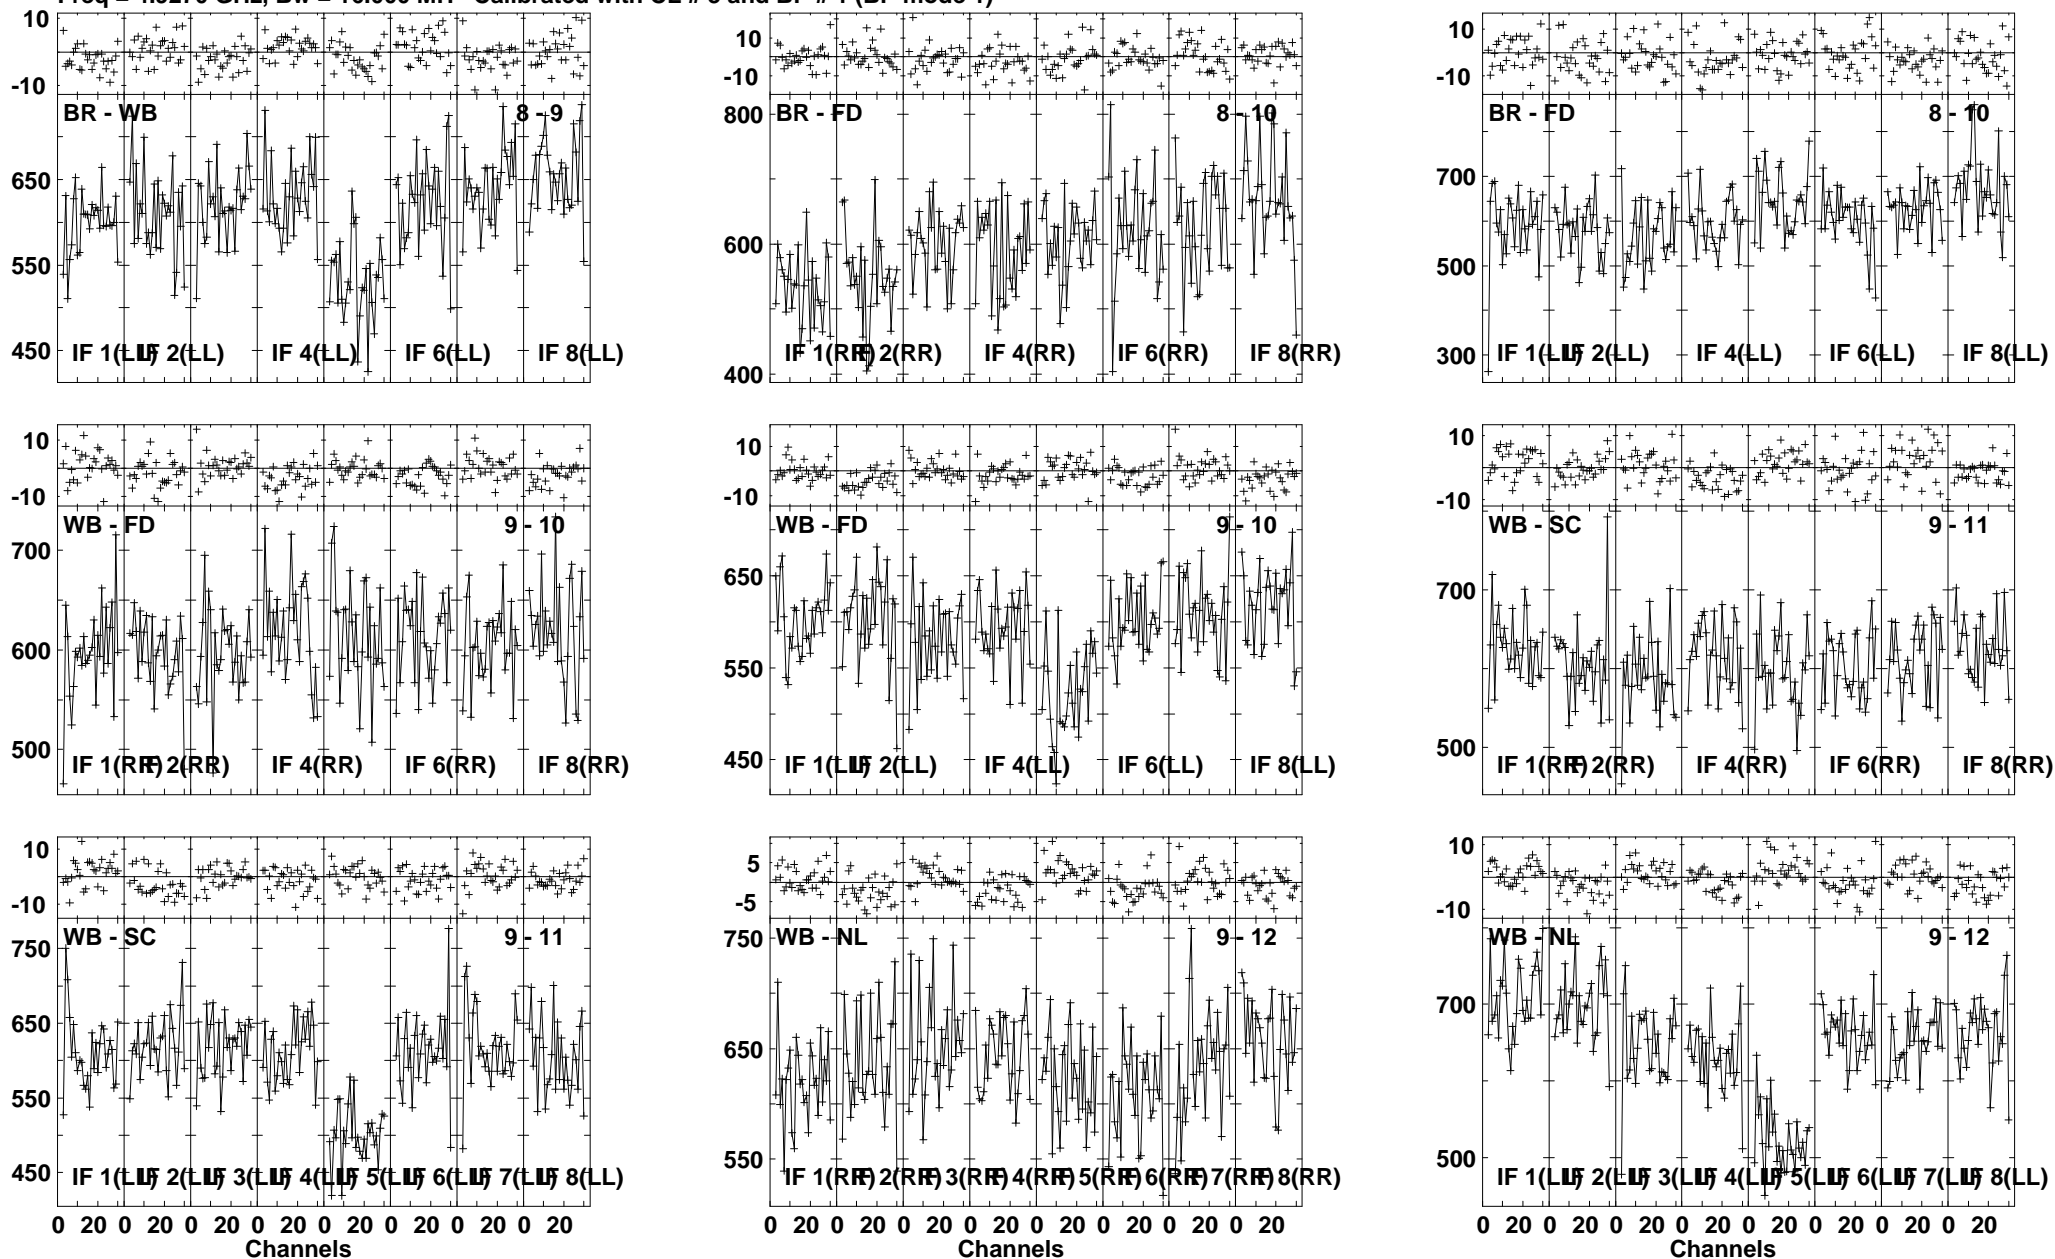 10
-10
BR - WB 8 - 9
650
550
450
IF 1(LL) IF 2(LL) IF 4(LL) IF 6(LL) IF 8(LL)
10
-10
BR - FD 8 - 10
800
600
400
IF 1(RR) IF 2(RR) IF 4(RR) IF 6(RR) IF 8(RR)
10
-10
BR - FD 8 - 10
700
500
300
IF 1(LL) IF 2(LL) IF 4(LL) IF 6(LL) IF 8(LL)
10
-10
WB - FD 9 - 10
700
600
500
IF 1(RR) IF 2(RR) IF 4(RR) IF 6(RR) IF 8(RR)
10
-10
WB - FD 9 - 10
650
550
450
IF 1(LL) IF 2(LL) IF 4(LL) IF 6(LL) IF 8(LL)
10
-10
WB - SC 9 - 11
700
500
IF 1(RR) IF 2(RR) IF 4(RR) IF 6(RR) IF 8(RR)
10
-10
WB - SC 9 - 11
750
650
550
450
IF 1(LL) IF 2(LL) IF 3(LL) IF 4(LL) IF 5(LL) IF 6(LL) IF 7(LL) IF 8(LL)
0 20 0 20 0 20 0 20 0 20 0 20 0 20 0 20
Channels
5
-5
WB - NL 9 - 12
750
650
550
IF 1(RR) IF 2(RR) IF 3(RR) IF 4(RR) IF 5(RR) IF 6(RR) IF 7(RR) IF 8(RR)
0 20 0 20 0 20 0 20 0 20 0 20 0 20 0 20
Channels
10
-10
WB - NL 9 - 12
700
500
IF 1(LL) IF 2(LL) IF 3(LL) IF 4(LL) IF 5(LL) IF 6(LL) IF 7(LL) IF 8(LL)
0 20 0 20 0 20 0 20 0 20 0 20 0 20 0 20
Channels